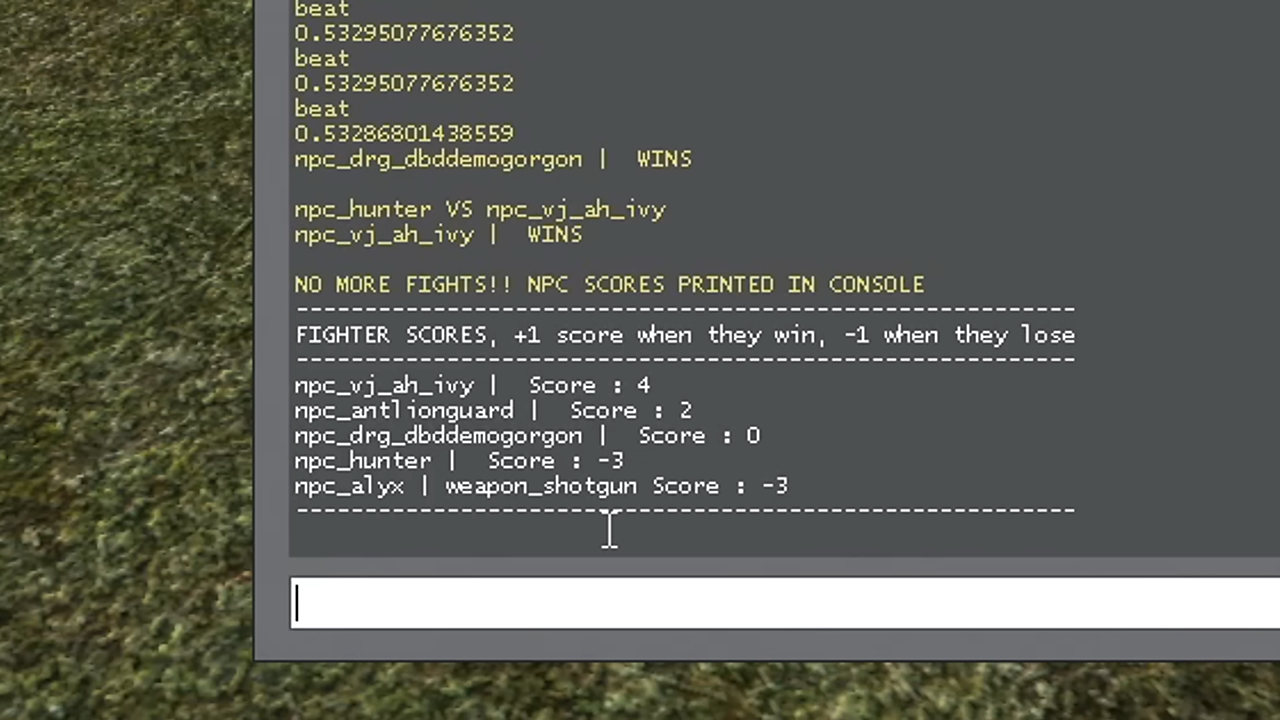 beat
0.53295077676352
beat
0.53295077676352
beat
0.53286801438559
npc_drg_dbddemogorgon |  WINS
npc_hunter VS npc_vj_ah_ivy
npc_vj_ah_ivy |  WINS
NO MORE FIGHTS!! NPC SCORES PRINTED IN CONSOLE
---------------------------------------------------------
FIGHTER SCORES, +1 score when they win, -1 when they lose
---------------------------------------------------------
npc_vj_ah_ivy |  Score : 4
npc_antlionguard |  Score : 2
npc_drg_dbddemogorgon |  Score : 0
npc_hunter |  Score : -3
npc_alyx | weapon_shotgun Score : -3
---------------------------------------------------------